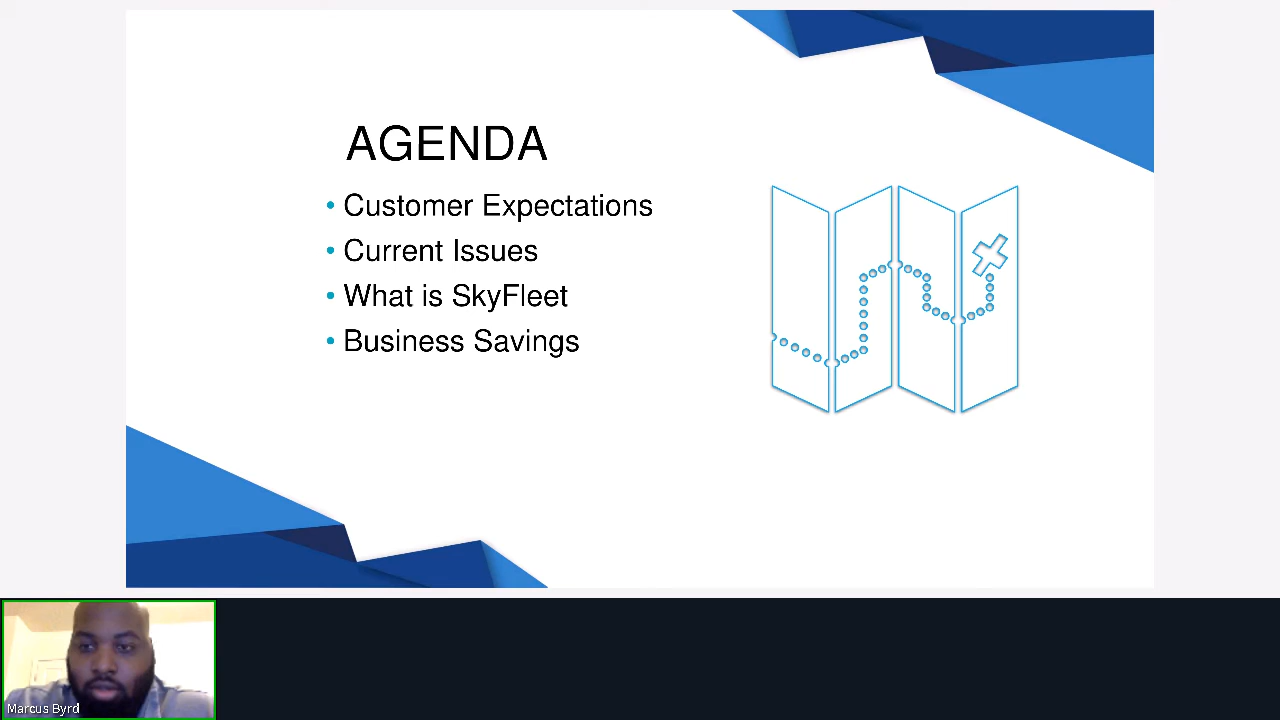 AGENDA
• Customer Expectations
• Current Issues
• What is SkyFleet
• Business Savings
Marcus Byrd